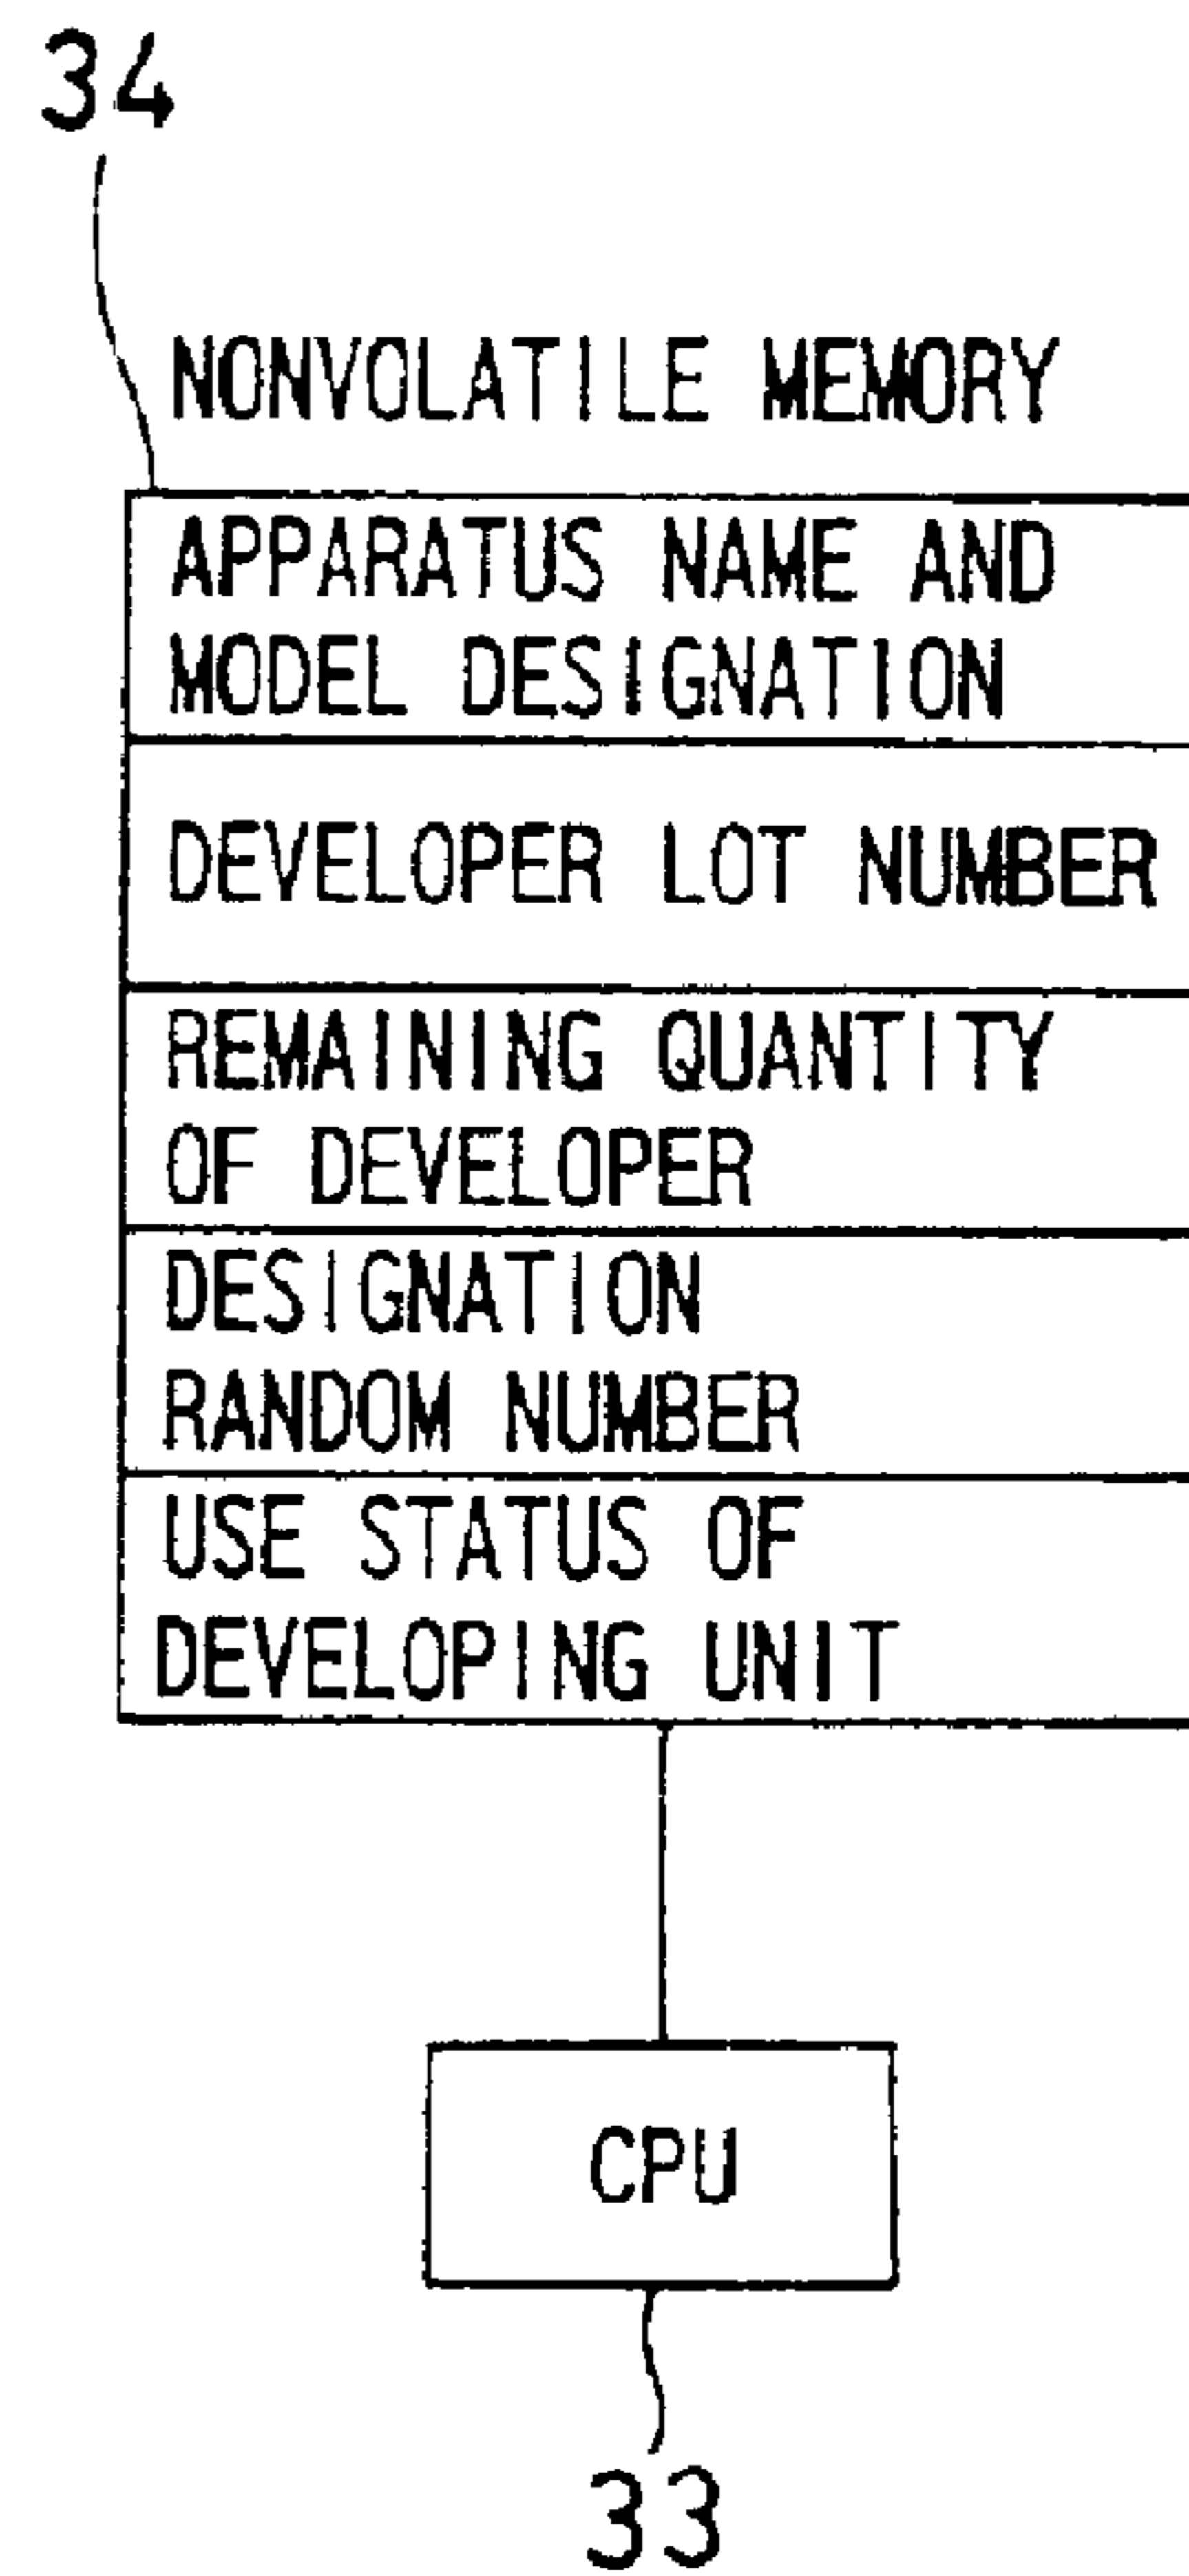 34
NONVOLATILE MEMORY
APPARATUS NAME AND
MODEL DESIGNATION
DEVELOPER LOT NUMBER
REMAINING QUANTITY
OF DEVELOPER
DESIGNATION
RANDOM NUMBER
USE STATUS OF
DEVELOPING UNIT
CPU
33